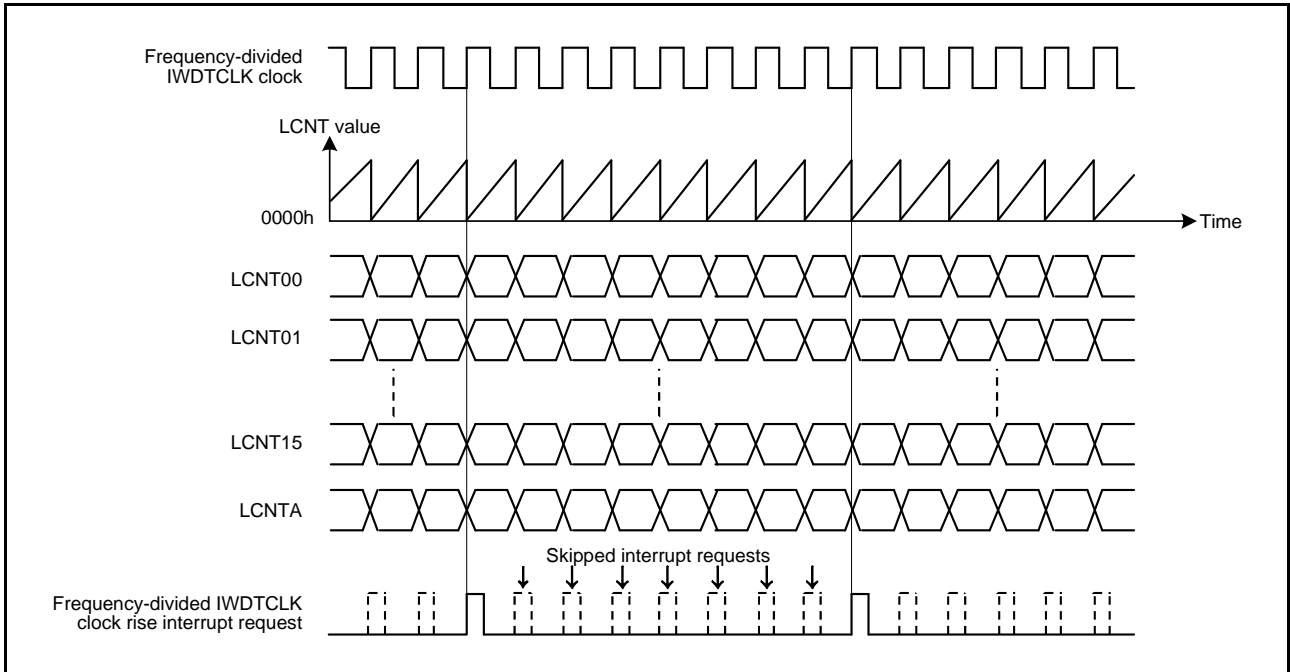 Frequency-divided
IWDTCLK clock
LCNT value
0000h
Time
LCNT00
LCNT01
LCNT15
LCNTA
Skipped interrupt requests
Frequency-divided IWDTCLK
clock rise interrupt request